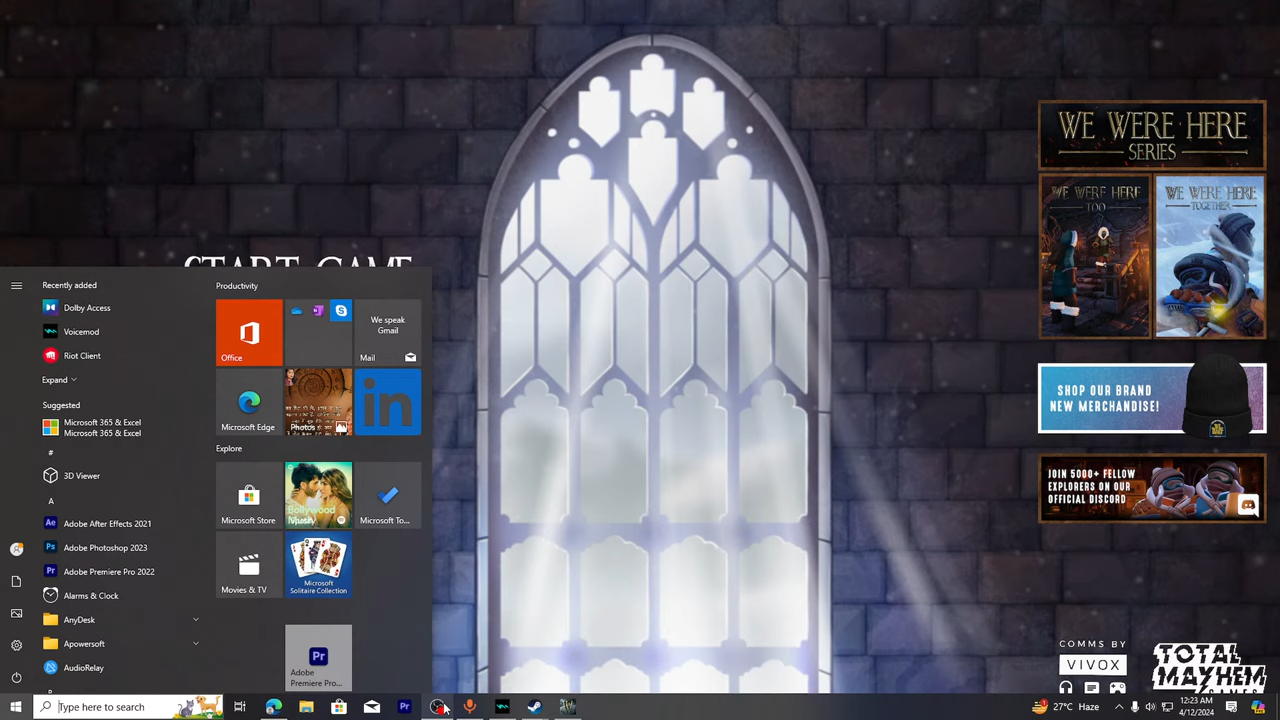 WE WERE HERE
SERIES
WE WERE HERE
TOO
WE WERE HERE
TOGETHER
SHOP OUR BRAND
NEW MERCHANDISE!
JOIN 5000+ FELLOW
EXPLORERS ON OUR
OFFICIAL DISCORD
COMMS BY
VIVOX
TOTAL
MAYHEM
GAMES
START GAME
Recently added
Dolby Access
Voicemod
Riot Client
Expand
Suggested
Microsoft 365 & Excel
Microsoft 365 & Excel
#
3D Viewer
A
Adobe After Effects 2021
Adobe Photoshop 2023
Adobe Premiere Pro 2022
Alarms & Clock
AnyDesk
Apowersoft
AudioRelay
Productivity
Office
We speak
Gmail
Mail
Microsoft Edge
Photos
Explore
Microsoft Store
Bollywood
Microsoft To...
Movies & TV
Microsoft
Solitaire Collection
Adobe
Premiere Pro...
Type here to search
27°C Haze
12:23 AM
4/12/2024